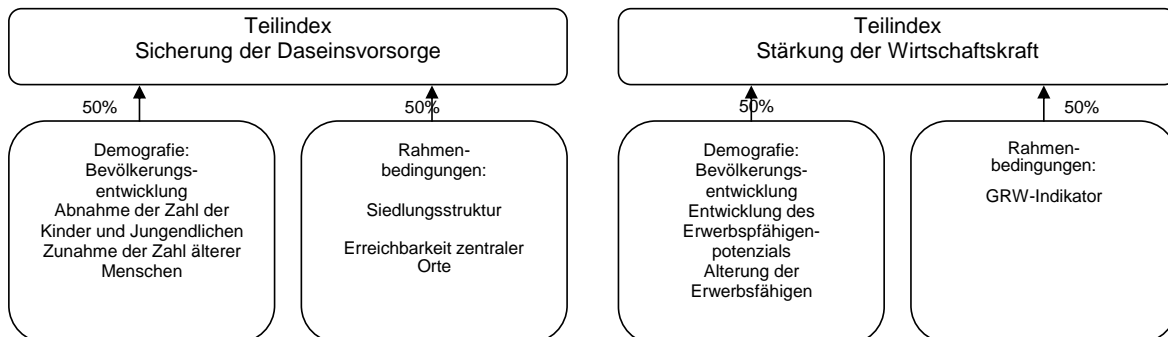 Teilindex
Sicherung der Daseinsvorsorge
50%
50%
Demografie:
Bevölkerungs-
entwicklung
Abnahme der Zahl der
Kinder und Jugendlichen
Zunahme der Zahl älterer
Menschen
Rahmen-
bedingungen:
Siedlungsstruktur
Erreichbarkeit zentraler
Orte
Teilindex
Stärkung der Wirtschaftskraft
50%
50%
Demografie:
Bevölkerungs-
entwicklung
Entwicklung des
Erwerbspfähigen-
potenzials
Alterung der
Erwerbsfähigen
Rahmen-
bedingungen:
GRW-Indikator